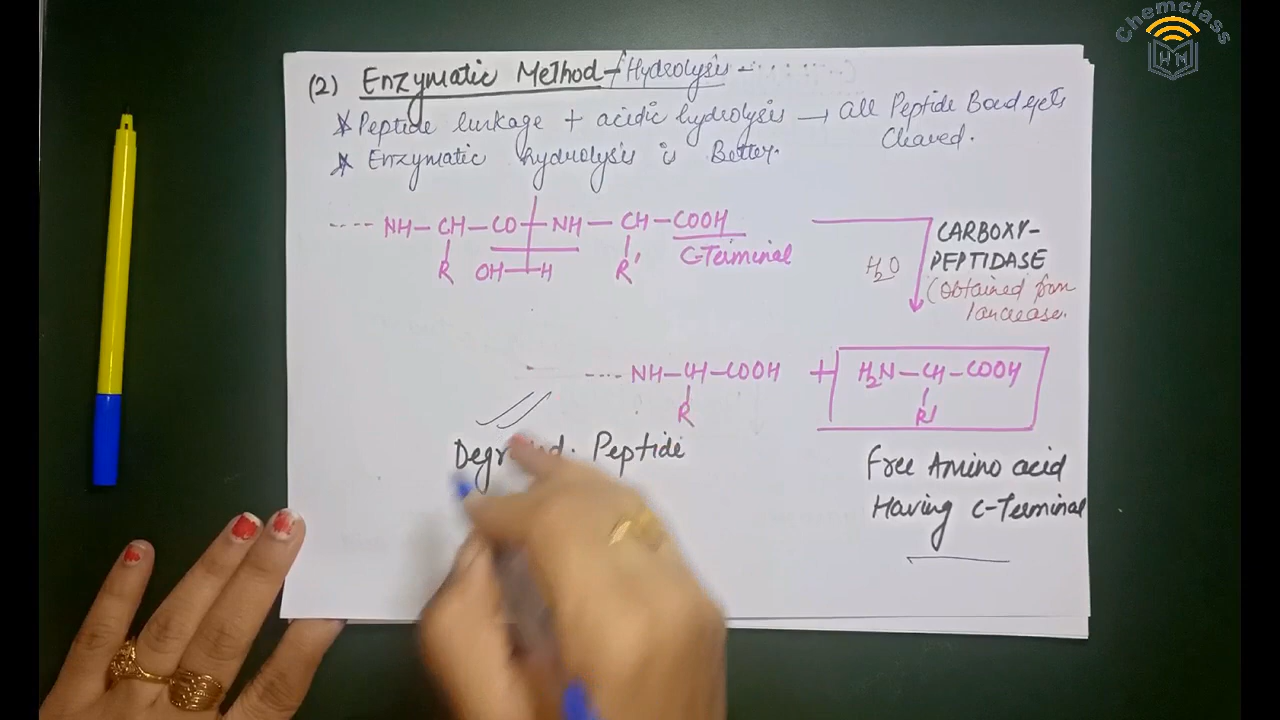 Chemclass
(2) Enzymatic Method - Hydrolysis -
* Peptide linkage + acidic hydrolysis → all Peptide Bond gets
Cleaved.
* Enzymatic hydrolysis is Better.
---- NH—CH—CO—NH—CH—COOH
R OH—H R' C-Terminal
H2O
CARBOXY-
PEPTIDASE
(Obtained from
---- NH—CH—COOH + H2N—CH—COOH
R R'
Peptide
Free Amino acid
Having C-Terminal